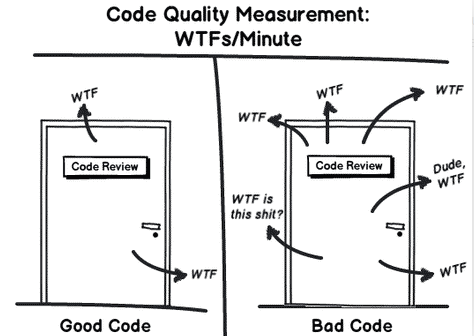 Code Quality Measurement:
WTFs/Minute
WTF
Code Review
WTF
Good Code
WTF
WTF
WTF
Code Review
Dude,
WTF
WTF is
this shit?
WTF
Bad Code